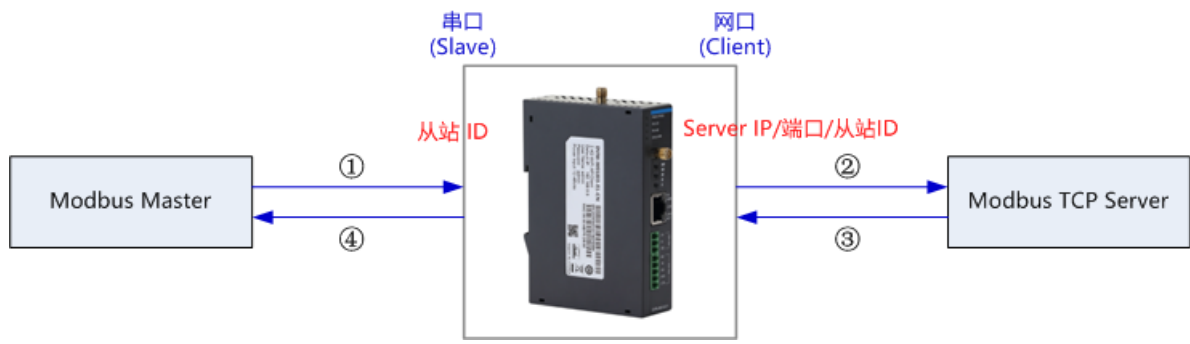 串口
(Slave)
网口
(Client)
从站 ID
Server IP/端口/从站ID
Modbus Master
①
④
②
③
Modbus TCP Server